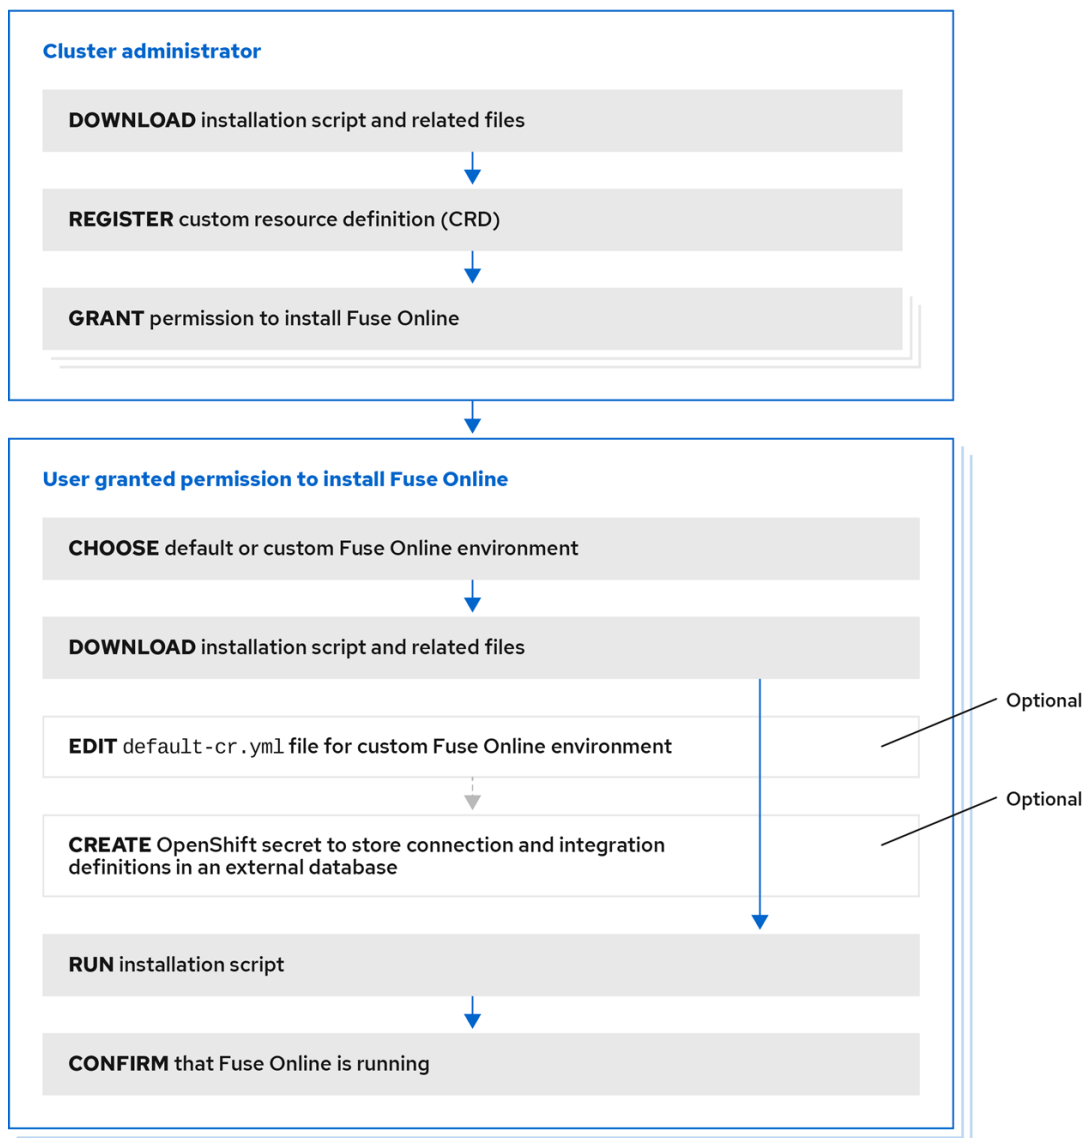 Cluster administrator
DOWNLOAD installation script and related files
REGISTER custom resource definition (CRD)
GRANT permission to install Fuse Online
User granted permission to install Fuse Online
CHOOSE default or custom Fuse Online environment
DOWNLOAD installation script and related files
Optional
EDIT default-cr.yml file for custom Fuse Online environment
Optional
CREATE OpenShift secret to store connection and integration
definitions in an external database
RUN installation script
CONFIRM that Fuse Online is running